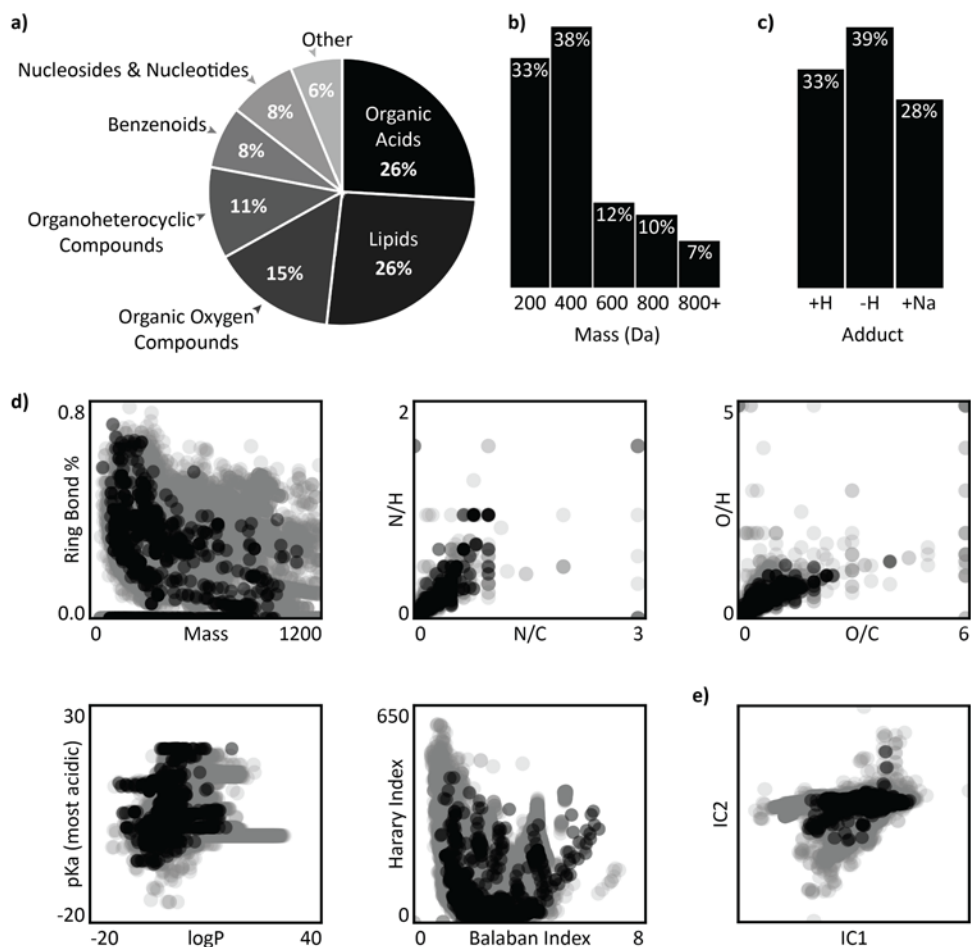 a)
Other
6%
Nucleosides & Nucleotides
8%
Benzenoids
8%
Organoheterocyclic
Compounds
11%
Organic Oxygen
Compounds
15%
Organic
Acids
26%
Lipids
26%
b)
33%
38%
12%
10%
7%
200 400 600 800 800+
Mass (Da)
c)
33%
39%
28%
+H -H +Na
Adduct
d)
0.8
Ring Bond %
0.0
0 Mass 1200
2
N/H
0
0 N/C 3
5
O/H
0
0 O/C 6
30
pKa (most acidic)
-20
-20 logP 40
650
Harary Index
0
0 Balaban Index 8
e)
IC2
IC1